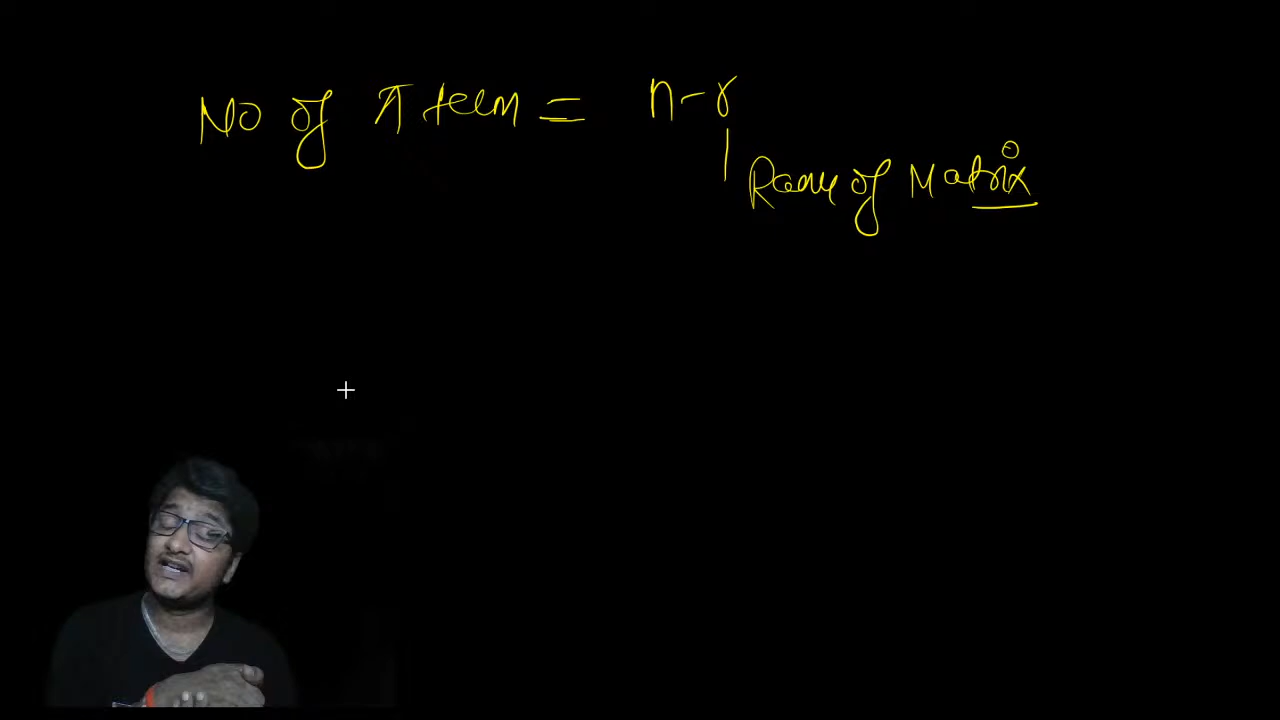 No of π term = n-r
Rank of Matrix